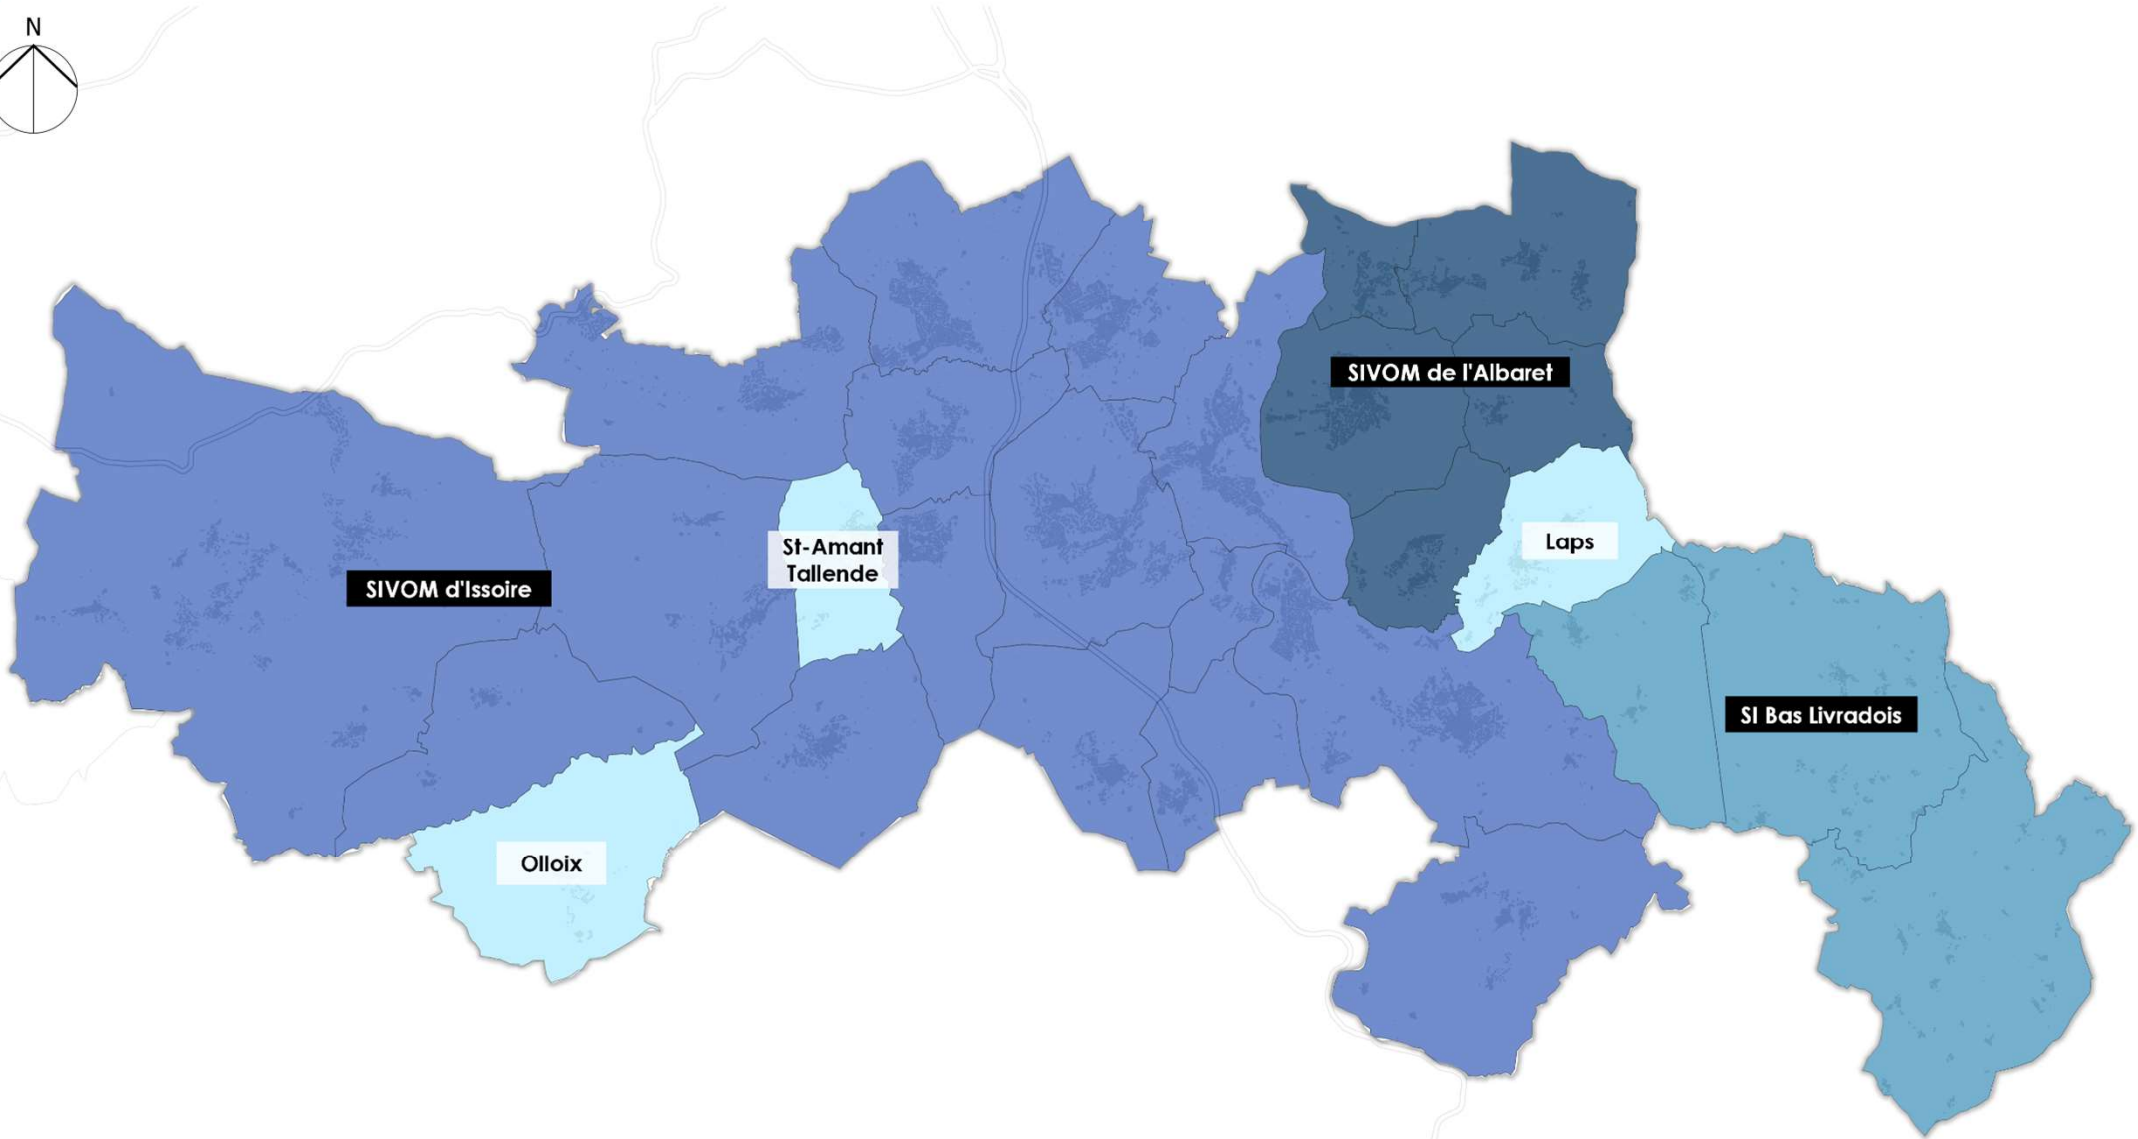 N
SIVOM de l'Albaret
St-Amant
Tallende
Laps
SIVOM d'Issoire
SI Bas Livradois
Olloix